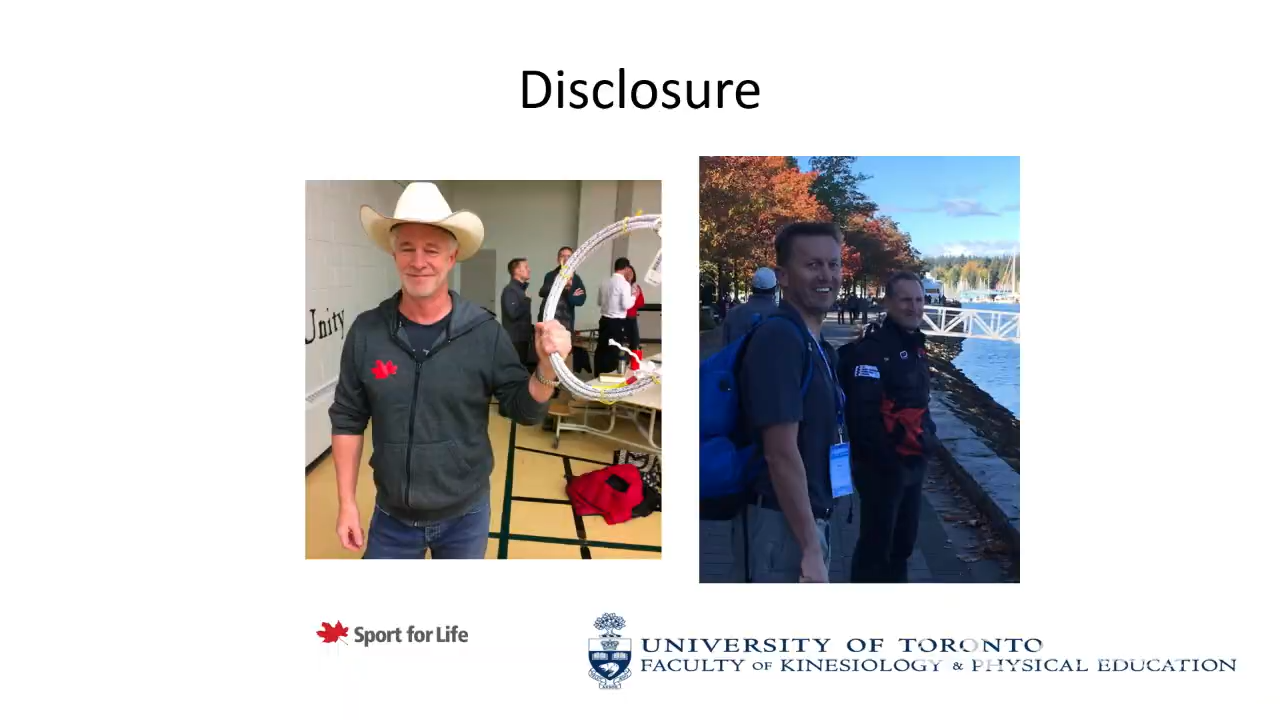 Disclosure
Unity
Sport for Life
UNIVERSITY OF TORONTO
FACULTY OF KINESIOLOGY & PHYSICAL EDUCATION